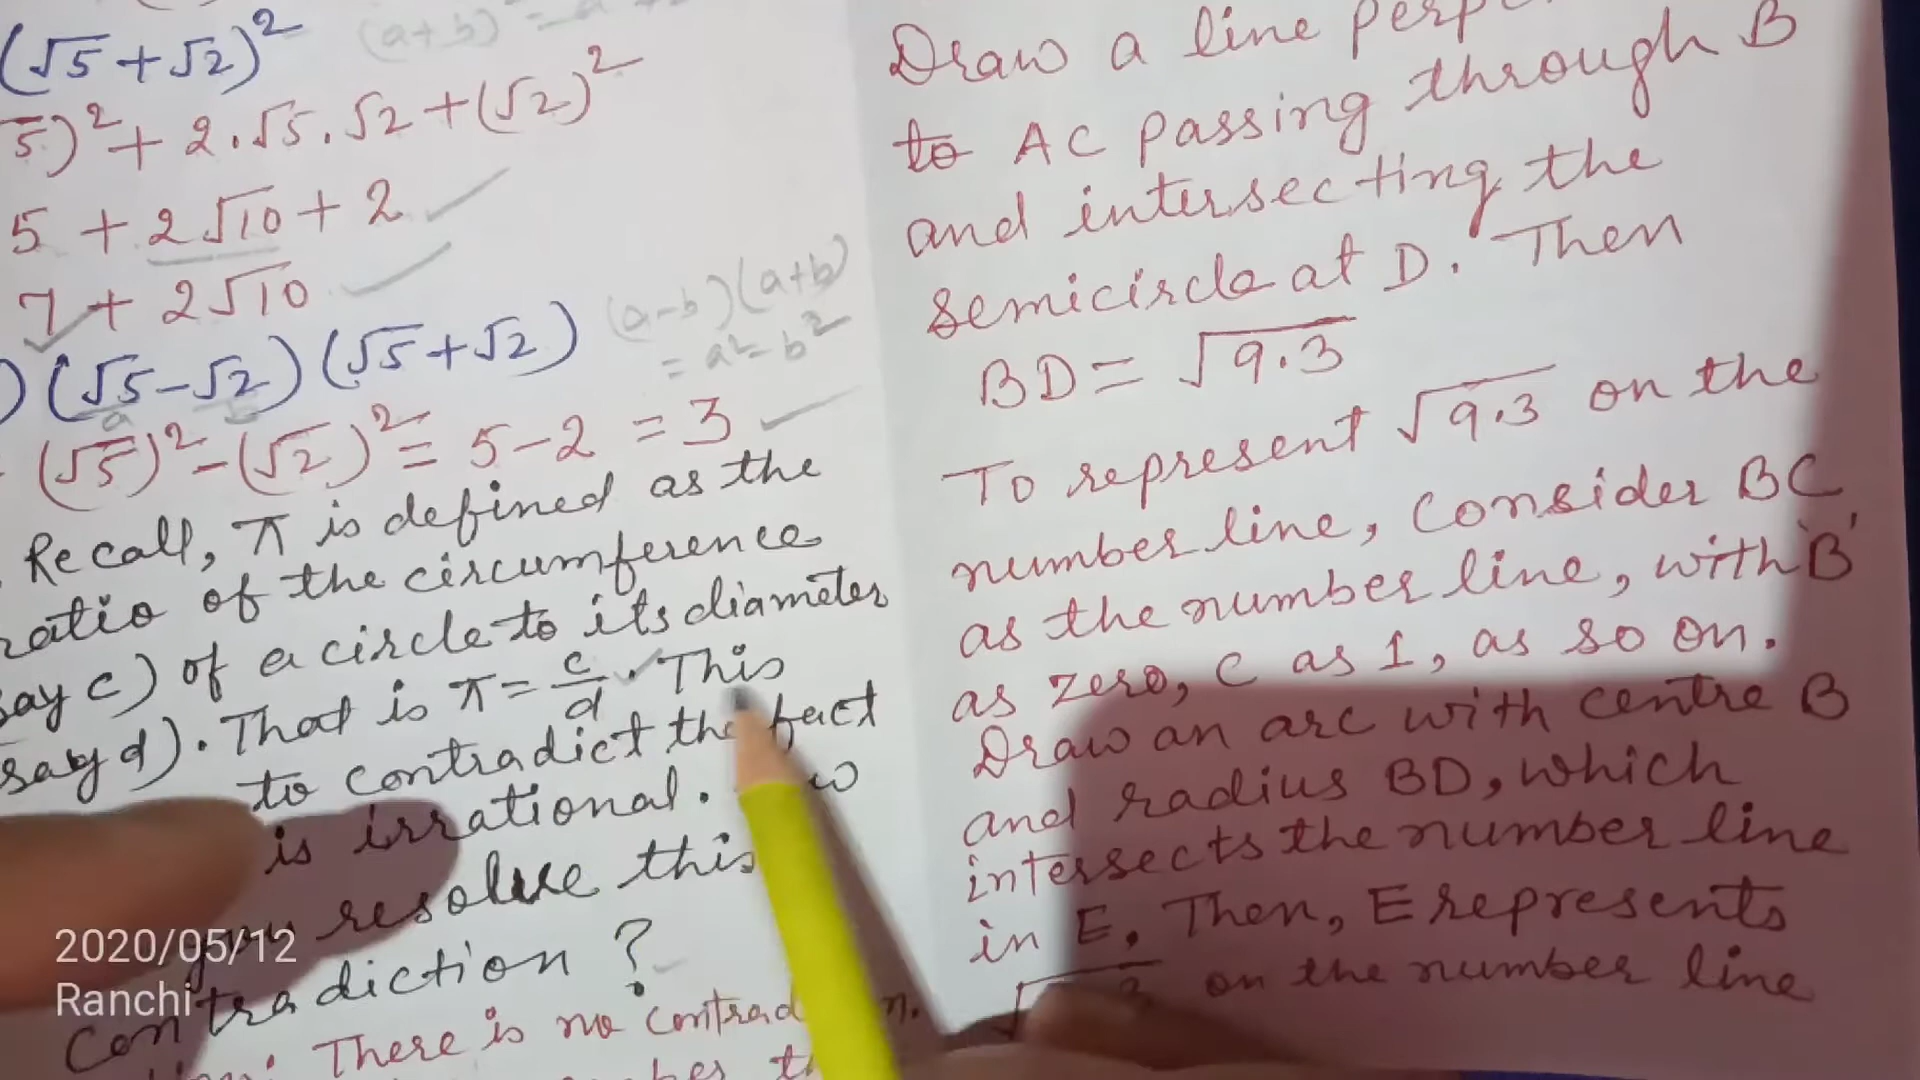 (√5+√2)²
(a+b)² = a
5)² + 2.√5.√2+(√2)²
5 + 2√10 + 2
7 + 2√10
) (√5-√2) (√5+√2)
(a-b)(a+b)
= a²-b²
a b
(√5)²-(√2)² = 5-2 = 3
Recall, π is defined as the
ratio of the circumference
say c) of a circle to its diameter
say d). That is π = c/d. This
to contradict the fact
is irrational.
you resolve this
contradiction?
There is no contrad n.
Draw a line perp
to AC passing through B
and intersecting the
semicircle at D. Then
BD = √9.3
To represent √9.3 on the
number line, Consider BC
as the number line, with 'B'
as zero, C as 1, as so on.
Draw an arc with centre B
and radius BD, which
intersects the number line
in E. Then, E represents
on the number line
2020/05/12
Ranchi